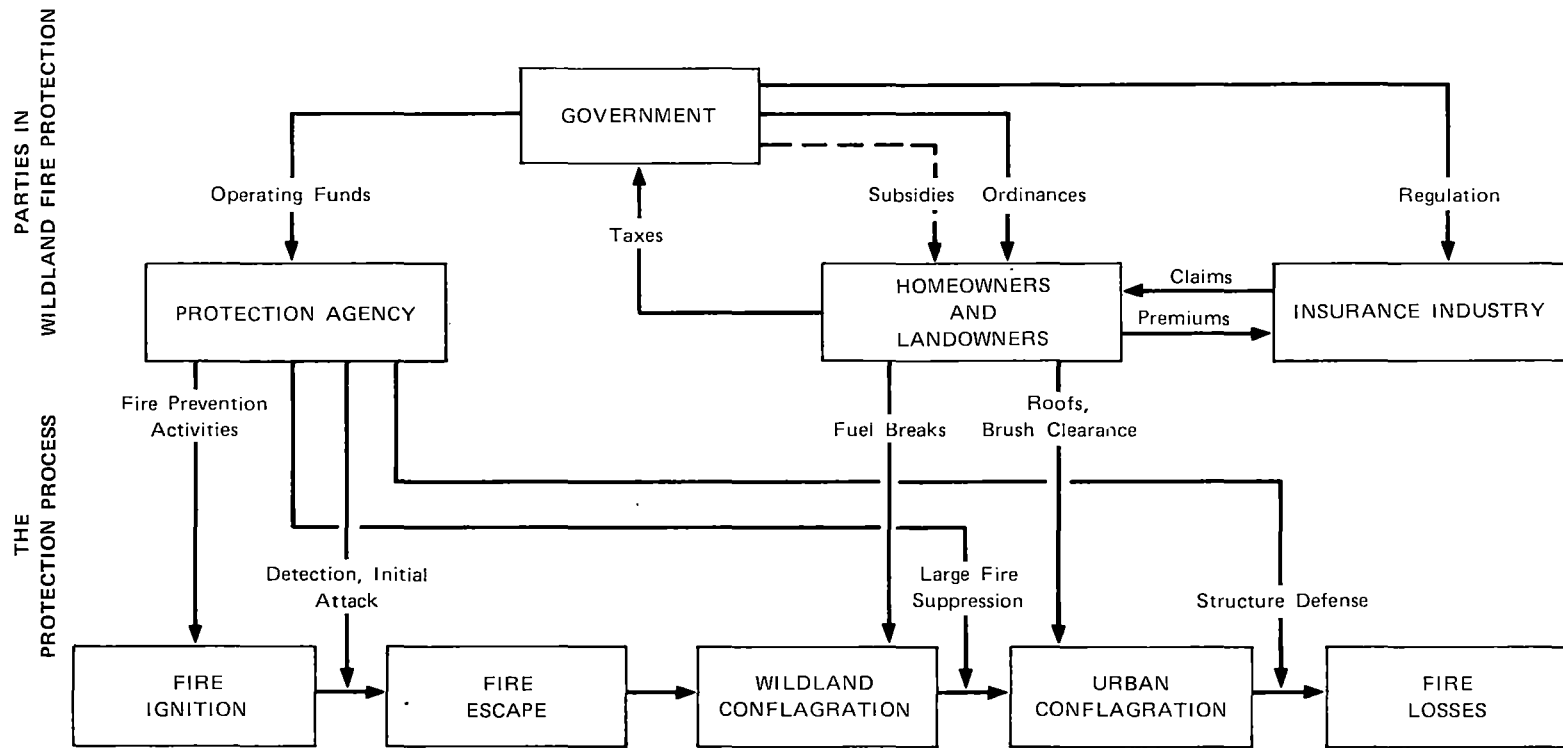 PARTIES IN
WILDLAND FIRE PROTECTION
GOVERNMENT
Operating Funds
Subsidies
Ordinances
Regulation
Taxes
PROTECTION AGENCY
HOMEOWNERS
AND
LANDOWNERS
Claims
Premiums
INSURANCE INDUSTRY
THE
PROTECTION PROCESS
Fire Prevention
Activities
Fuel Breaks
Roofs,
Brush Clearance
Detection, Initial
Attack
Large Fire
Suppression
Structure Defense
FIRE
IGNITION
FIRE
ESCAPE
WILDLAND
CONFLAGRATION
URBAN
CONFLAGRATION
FIRE
LOSSES